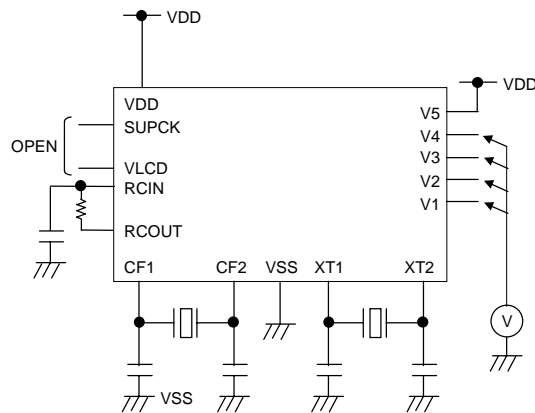 VDD
VDD
VDD
SUPCK
OPEN
VLCD
RCIN
RCOUT
V5
V4
V3
V2
V1
CF1
CF2
VSS
XT1
XT2
V
VSS